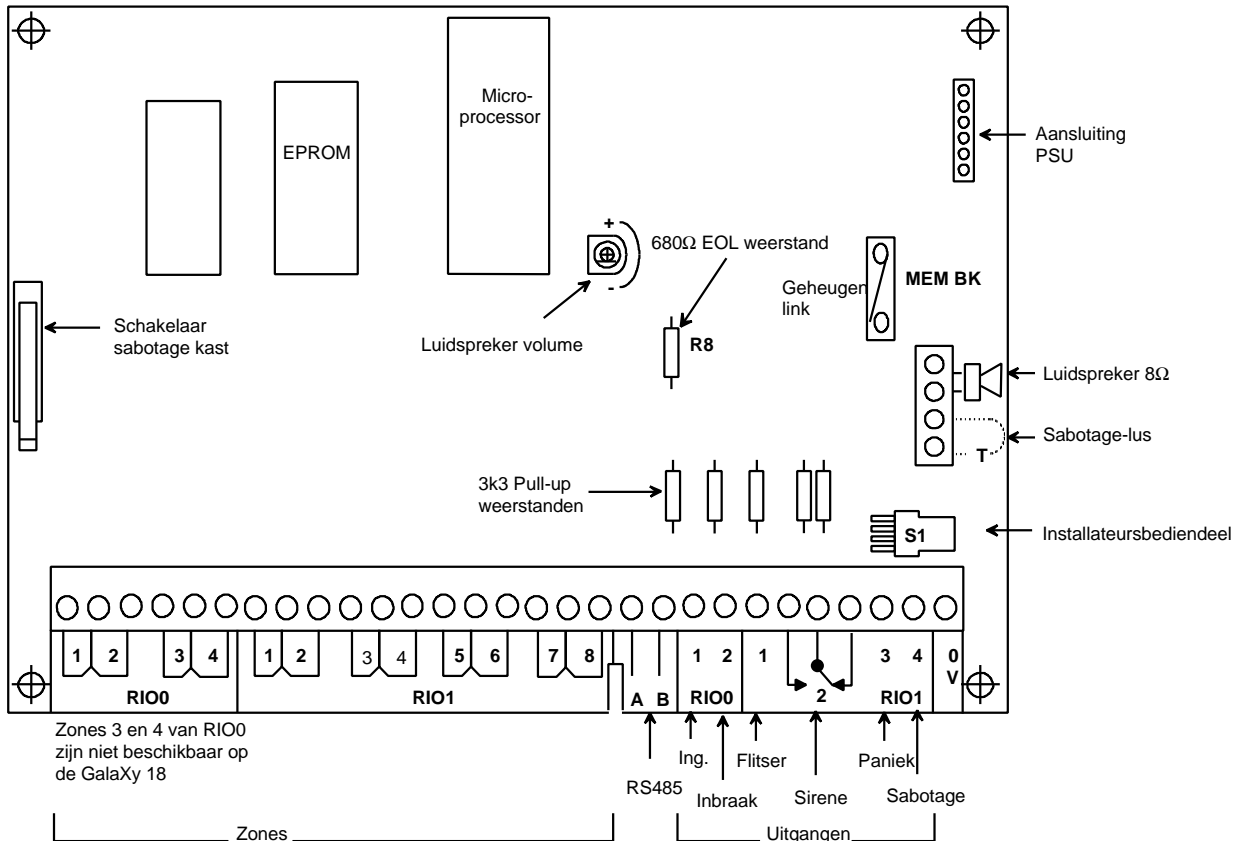 Micro-
processor
EPROM
Aansluiting
PSU
+
-
680Ω EOL weerstand
Geheugen
link
MEM BK
Schakelaar
sabotage kast
Luidspreker volume
R8
Luidspreker 8Ω
Sabotage-lus
T
3k3 Pull-up
weerstanden
S1
Installateursbediendeel
1 2 3 4 1 2 3 4 5 6 7 8 1 2 1 3 4 0
V
RIO0 RIO1 A B RIO0 2 RIO1
Zones 3 en 4 van RIO0
zijn niet beschikbaar op
de GalaXy 18
Ing. Flitser Paniek
RS485 Inbraak Sirene Sabotage
Zones Uitgangen